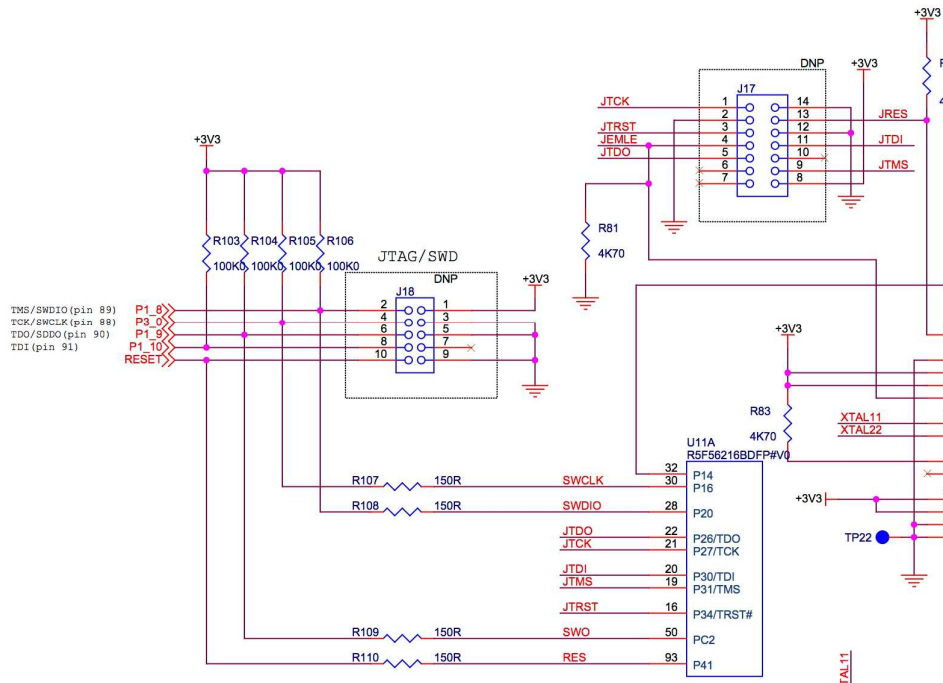 +3V3
DNP
+3V3
J17
JTCK
1
14
2
13
JRES
JTRST
3
12
JEMLE
4
11
JTDI
JTDO
5
10
6
9
JTMS
7
8
+3V3
R81
4K70
R103
R104
R105
R106
100K0
100K0
100K0
100K0
JTAG/SWD
DNP
+3V3
J18
TMS/SWDIO(pin 89)
P1_8
2
1
TCK/SWCLK(pin 88)
P3_0
4
3
TDO/SDDO(pin 90)
P1_9
6
5
TDI(pin 91)
P1_10
8
7
RESET
10
9
+3V3
R83
4K70
XTAL11
XTAL22
U11A
R5F56216BDFP#V0
32
P14
R107
150R
SWCLK
30
P16
R108
150R
SWDIO
28
P20
+3V3
JTDO
22
P26/TDO
TP22
JTCK
21
P27/TCK
JTDI
20
P30/TDI
JTMS
19
P31/TMS
JTRST
16
P34/TRST#
R109
150R
SWO
50
PC2
R110
150R
RES
93
P41
TAL11